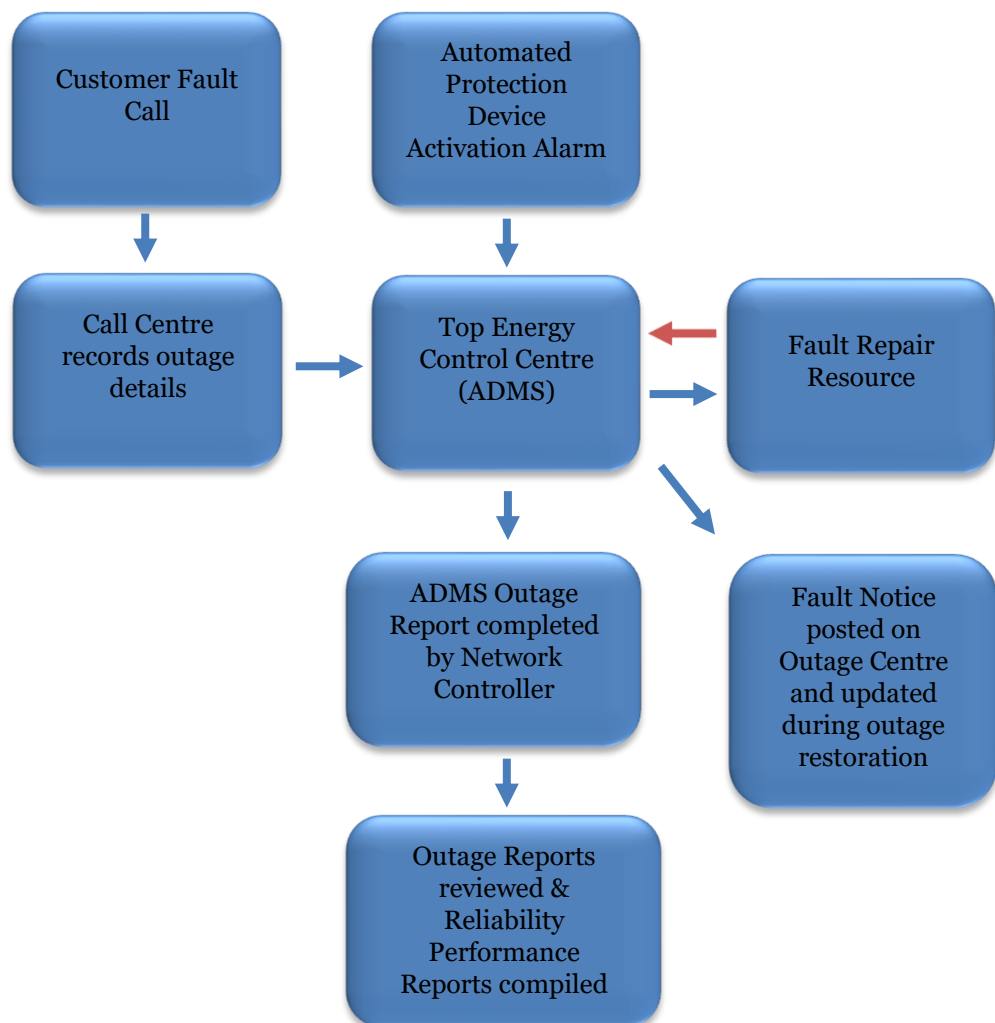 Customer Fault
Call
Automated
Protection
Device
Activation Alarm
Call Centre
records outage
details
Top Energy
Control Centre
(ADMS)
Fault Repair
Resource
ADMS Outage
Report completed
by Network
Controller
Fault Notice
posted on
Outage Centre
and updated
during outage
restoration
Outage Reports
reviewed &
Reliability
Performance
Reports compiled